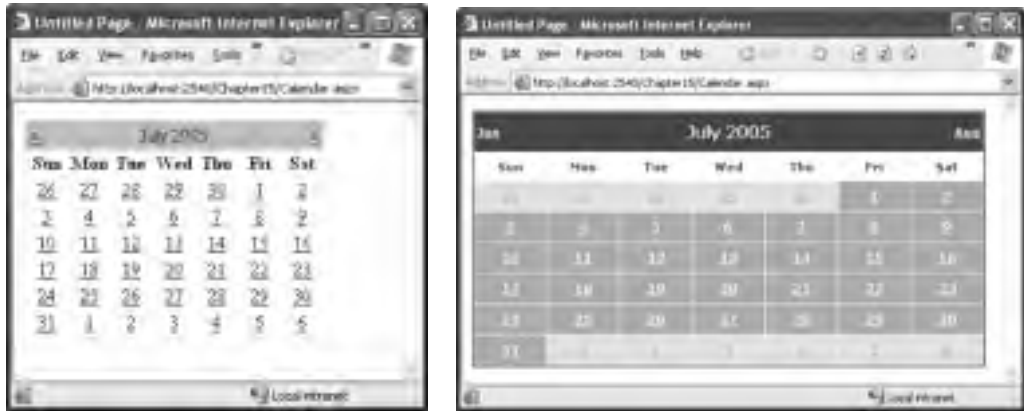 Untitled Page - Microsoft Internet Explorer
File Edit View Favorites Tools
http://localhost:2540/Chapter15/Calendar.aspx
July 2005
Sun Mon Tue Wed Thu Fri Sat
26 27 28 29 30 1 2
3 4 5 6 7 8 9
10 11 12 13 14 15 16
17 18 19 20 21 22 23
24 25 26 27 28 29 30
31 1 2 3 4 5 6
Local intranet
Untitled Page - Microsoft Internet Explorer
File Edit View Favorites Tools Help
http://localhost:2540/Chapter15/Calendar.aspx
Jun July 2005 Aug
Sun Mon Tue Wed Thu Fri Sat
1 2
3 4 5 6 7 8 9
10 11 12 13 14 15 16
17 18 19 20 21 22 23
24 25 26 27 28 29 30
31
Local intranet